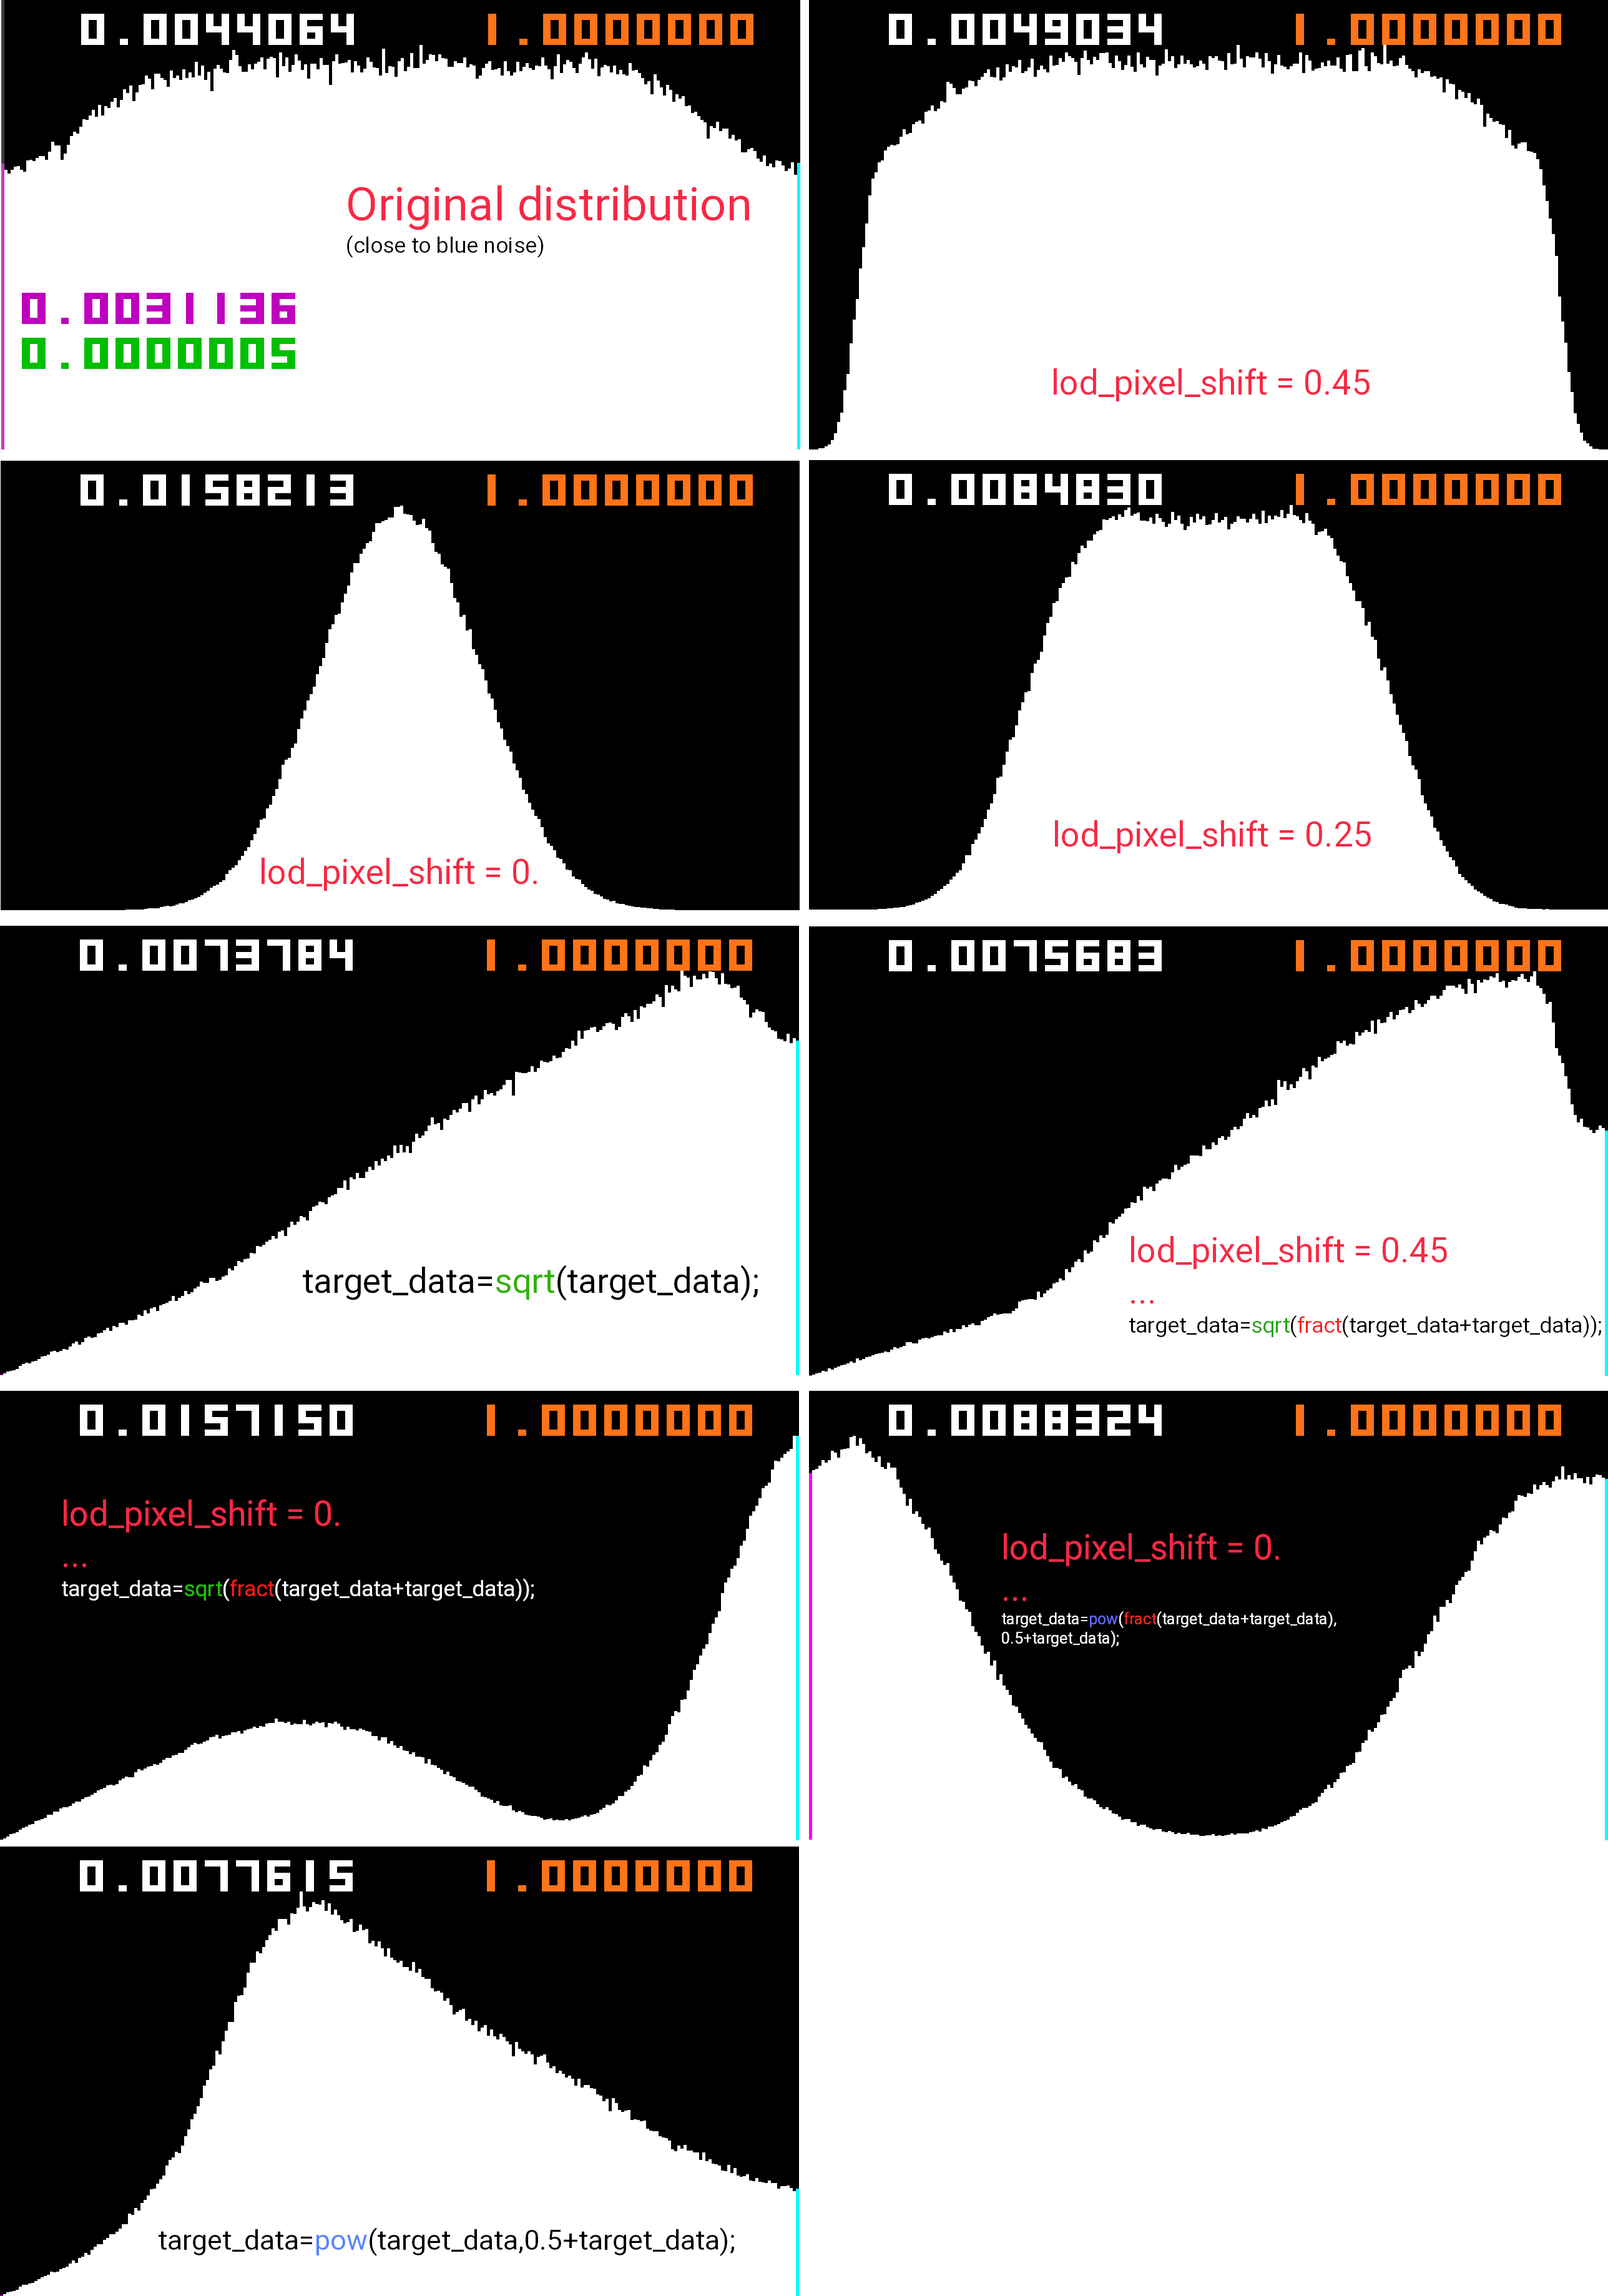 0.0044064 1.0000000
Original distribution
(close to blue noise)
0.0031136
0.0000005
0.0049034 1.0000000
lod_pixel_shift = 0.45
0.0158213 1.0000000
lod_pixel_shift = 0.
0.0084830 1.0000000
lod_pixel_shift = 0.25
0.0073784 1.0000000
target_data=sqrt(target_data);
0.0075683 1.0000000
lod_pixel_shift = 0.45
...
target_data=sqrt(fract(target_data+target_data));
0.0157150 1.0000000
lod_pixel_shift = 0.
...
target_data=sqrt(fract(target_data+target_data));
0.0088324 1.0000000
lod_pixel_shift = 0.
...
target_data=pow(fract(target_data+target_data),
0.5+target_data);
0.0077615 1.0000000
target_data=pow(target_data,0.5+target_data);